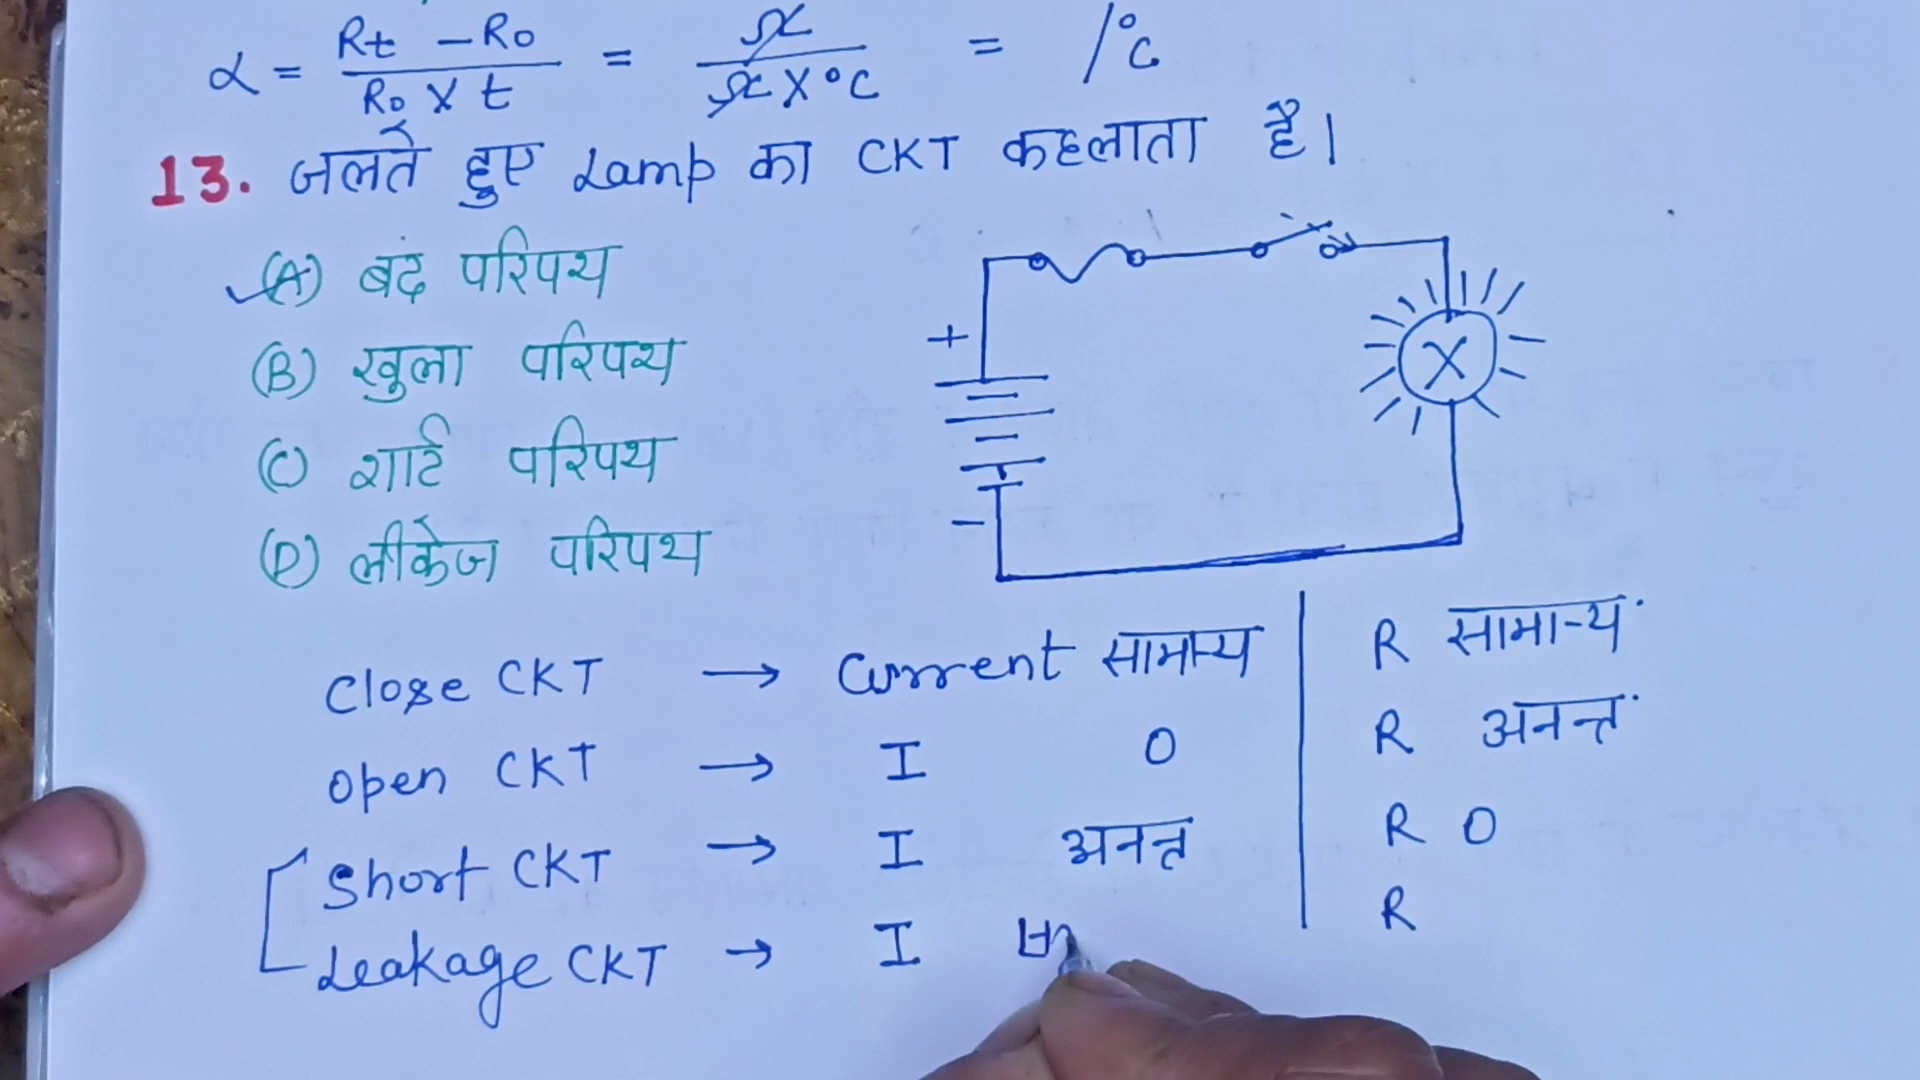 α = Rt - Ro / Ro X t = Ω / Ω X °C = /°C
13. जलते हुए Lamp का CKT कहलाता है।
(A) बंद परिपथ
(B) खुला परिपथ
(C) शार्ट परिपथ
(D) लीकेज परिपथ
+
X
-
Close CKT → Current सामान्य | R सामान्य
open CKT → I 0 | R अनन्त
Short CKT → I अनन्त | R 0
Leakage CKT → I | R